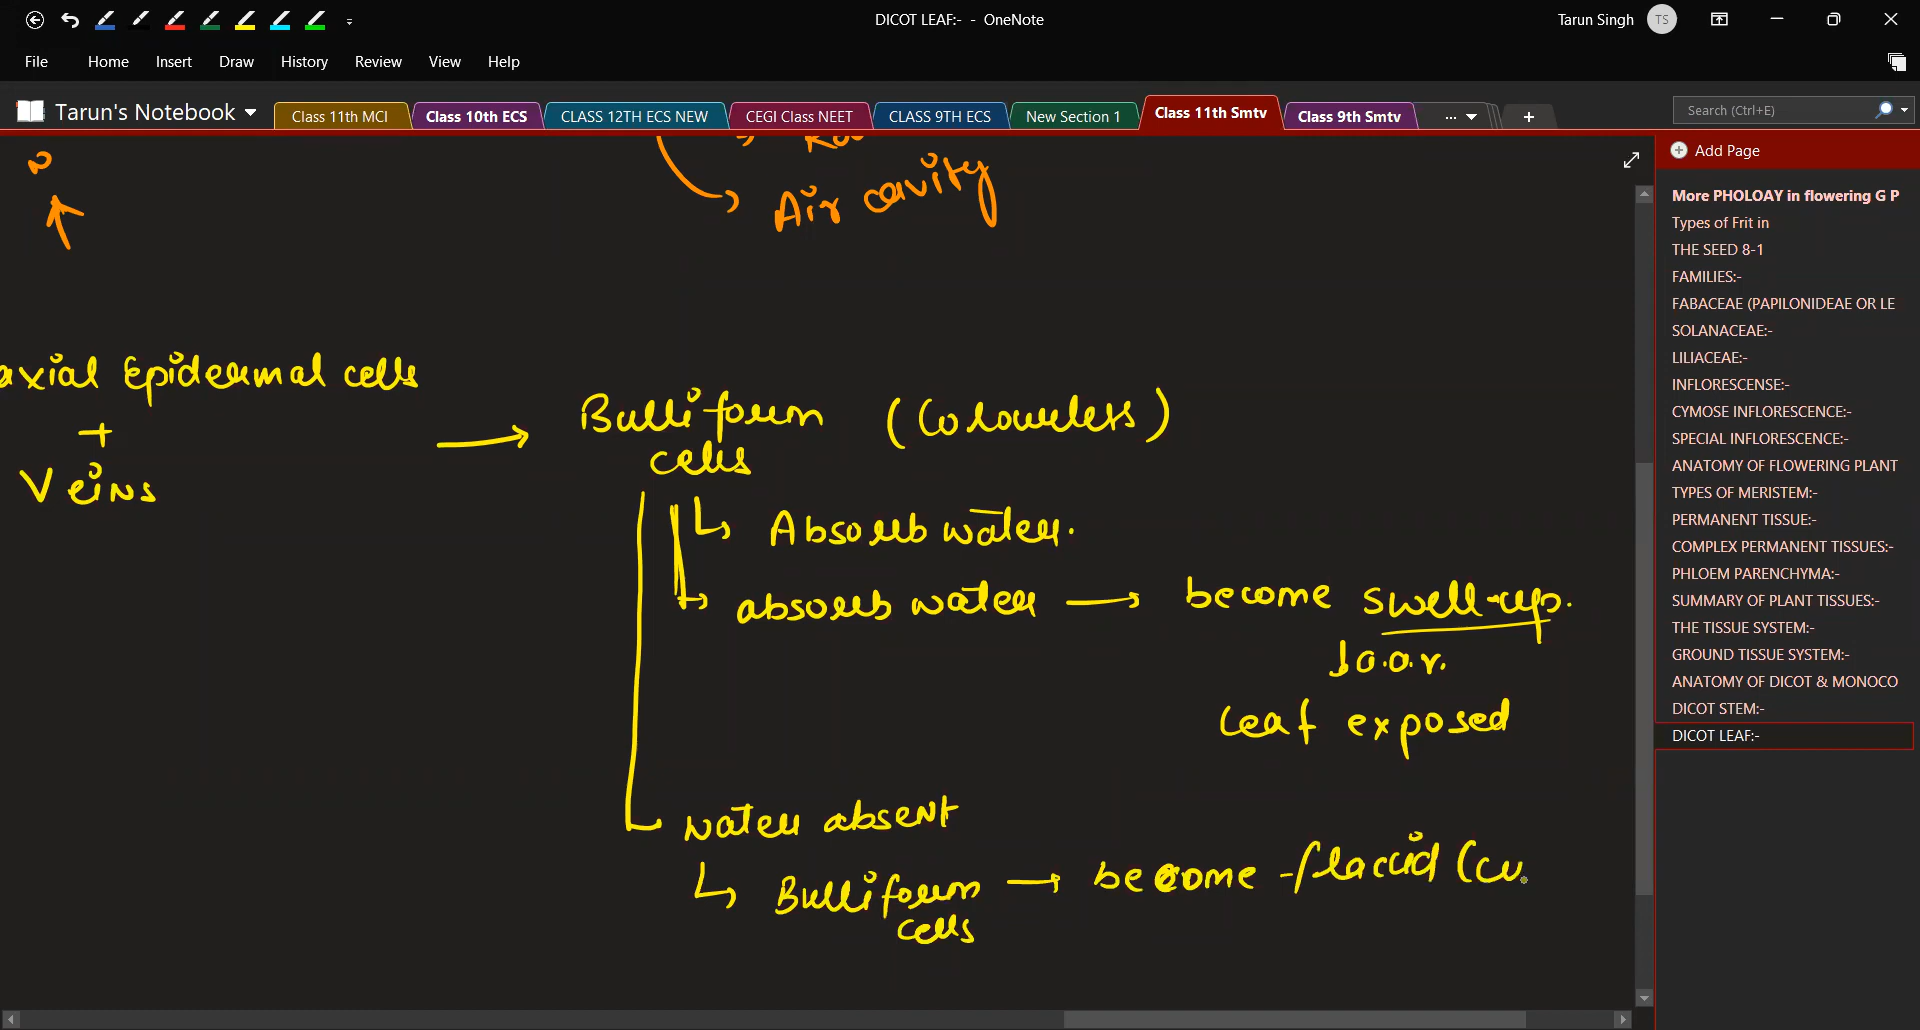 DICOT LEAF:- - OneNote
Tarun Singh
TS
File Home Insert Draw History Review View Help
Tarun's Notebook
Class 11th MCI
Class 10th ECS
CLASS 12TH ECS NEW
CEGI Class NEET
CLASS 9TH ECS
New Section 1
Class 11th Smtv
Class 9th Smtv
...
+
Search (Ctrl+E)
Air cavity
axial Epidermal cells
+
Veins
Bulliform (Colourless)
cells
Absorb water.
absorb water → become swell-up.
leaf exposed
water absent
Bulliform → become flaccid (cu
cells
Add Page
More PHOLOAY in flowering G P
Types of Frit in
THE SEED 8-1
FAMILIES:-
FABACEAE (PAPILONIDEAE OR LE
SOLANACEAE:-
LILIACEAE:-
INFLORESCENSE:-
CYMOSE INFLORESCENCE:-
SPECIAL INFLORESCENCE:-
ANATOMY OF FLOWERING PLANT
TYPES OF MERISTEM:-
PERMANENT TISSUE:-
COMPLEX PERMANENT TISSUES:-
PHLOEM PARENCHYMA:-
SUMMARY OF PLANT TISSUES:-
THE TISSUE SYSTEM:-
GROUND TISSUE SYSTEM:-
ANATOMY OF DICOT & MONOCO
DICOT STEM:-
DICOT LEAF:-